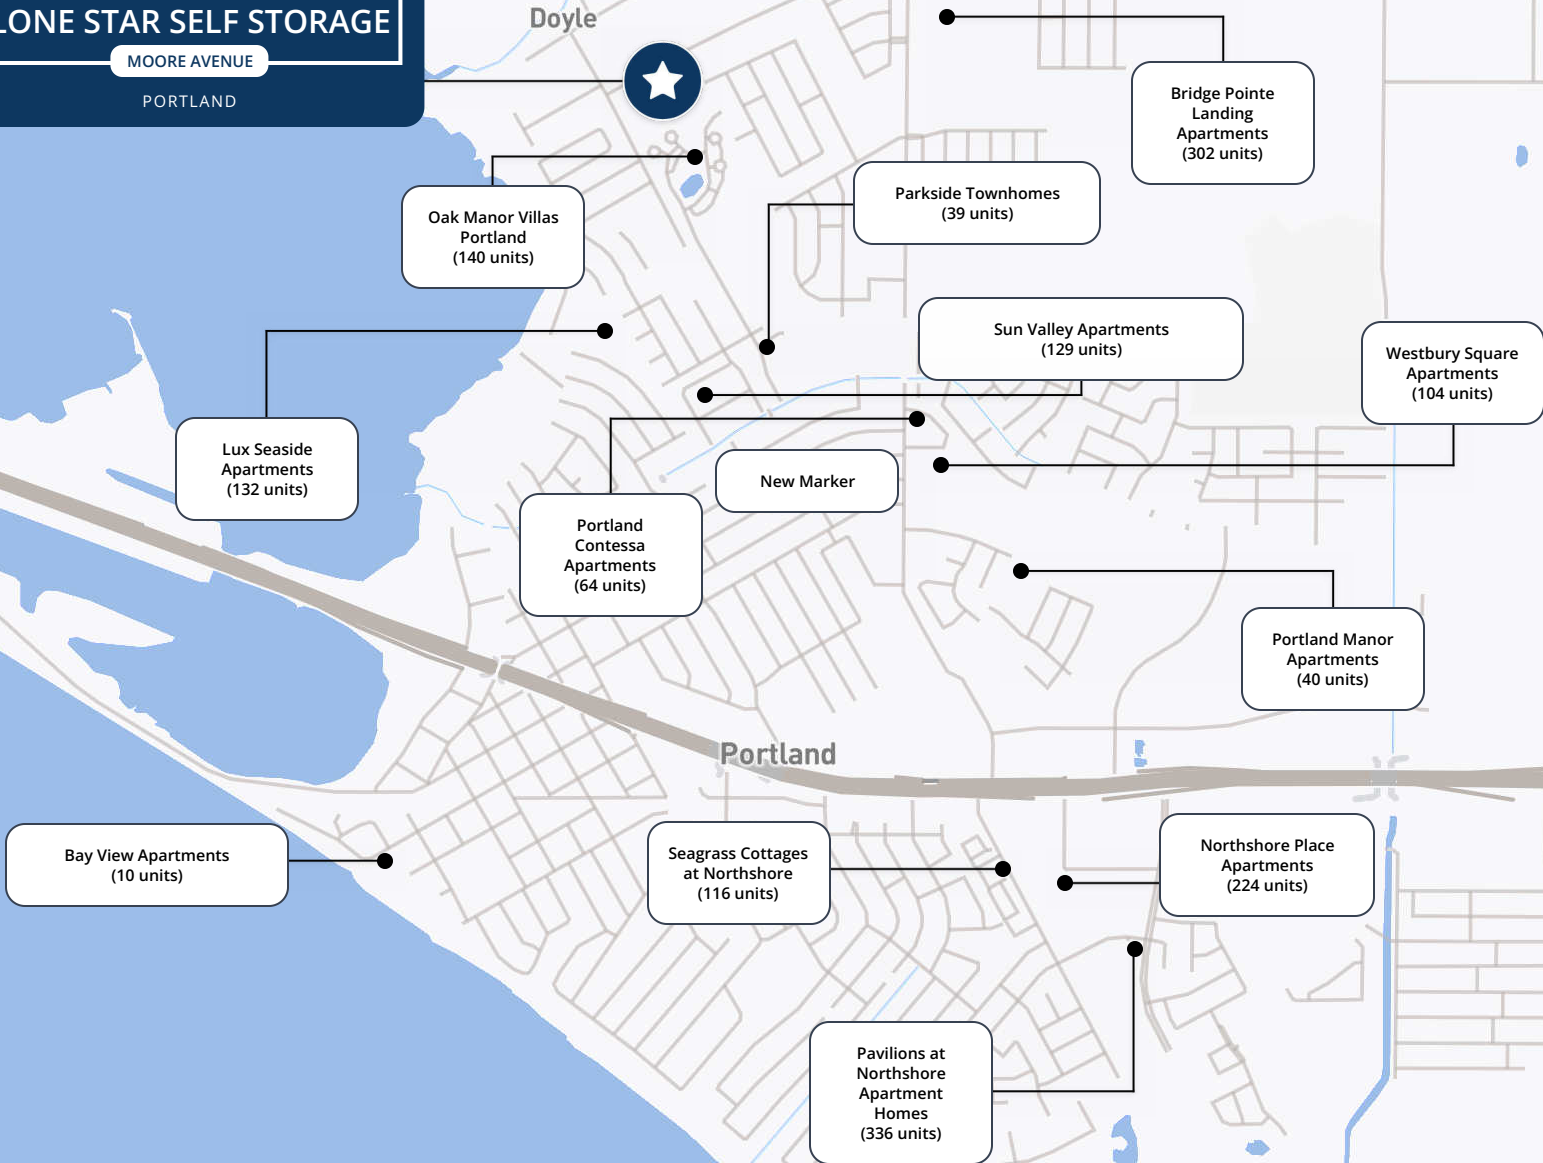 LONE STAR SELF STORAGE
MOORE AVENUE
PORTLAND
Doyle
Bridge Pointe
Landing
Apartments
(302 units)
Parkside Townhomes
(39 units)
Oak Manor Villas
Portland
(140 units)
Sun Valley Apartments
(129 units)
Westbury Square
Apartments
(104 units)
Lux Seaside
Apartments
(132 units)
New Marker
Portland
Contessa
Apartments
(64 units)
Portland Manor
Apartments
(40 units)
Portland
Bay View Apartments
(10 units)
Seagrass Cottages
at Northshore
(116 units)
Northshore Place
Apartments
(224 units)
Pavilions at
Northshore
Apartment
Homes
(336 units)